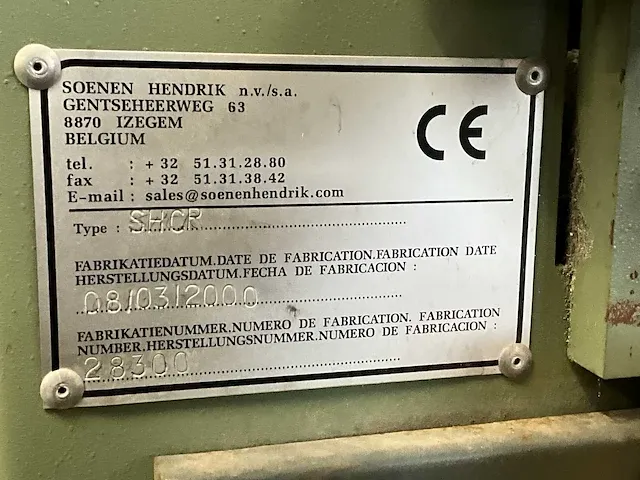 SOENEN HENDRIK n.v./s.a.
GENTSEHEERWEG 63
8870 IZEGEM
BELGIUM
CE
tel. : + 32 51.31.28.80
fax : + 32 51.31.38.42
E-mail : sales@soenenhendrik.com
Type : SHCR
FABRIKATIEDATUM.DATE DE FABRICATION.FABRICATION DATE
HERSTELLUNGSDATUM.FECHA DE FABRICACION :
08/03/2000
FABRIKATIENUMMER.NUMERO DE FABRICATION. FABRICATION
NUMBER.HERSTELLUNGSNUMMER.NUMERO DE FABRICACION :
28300